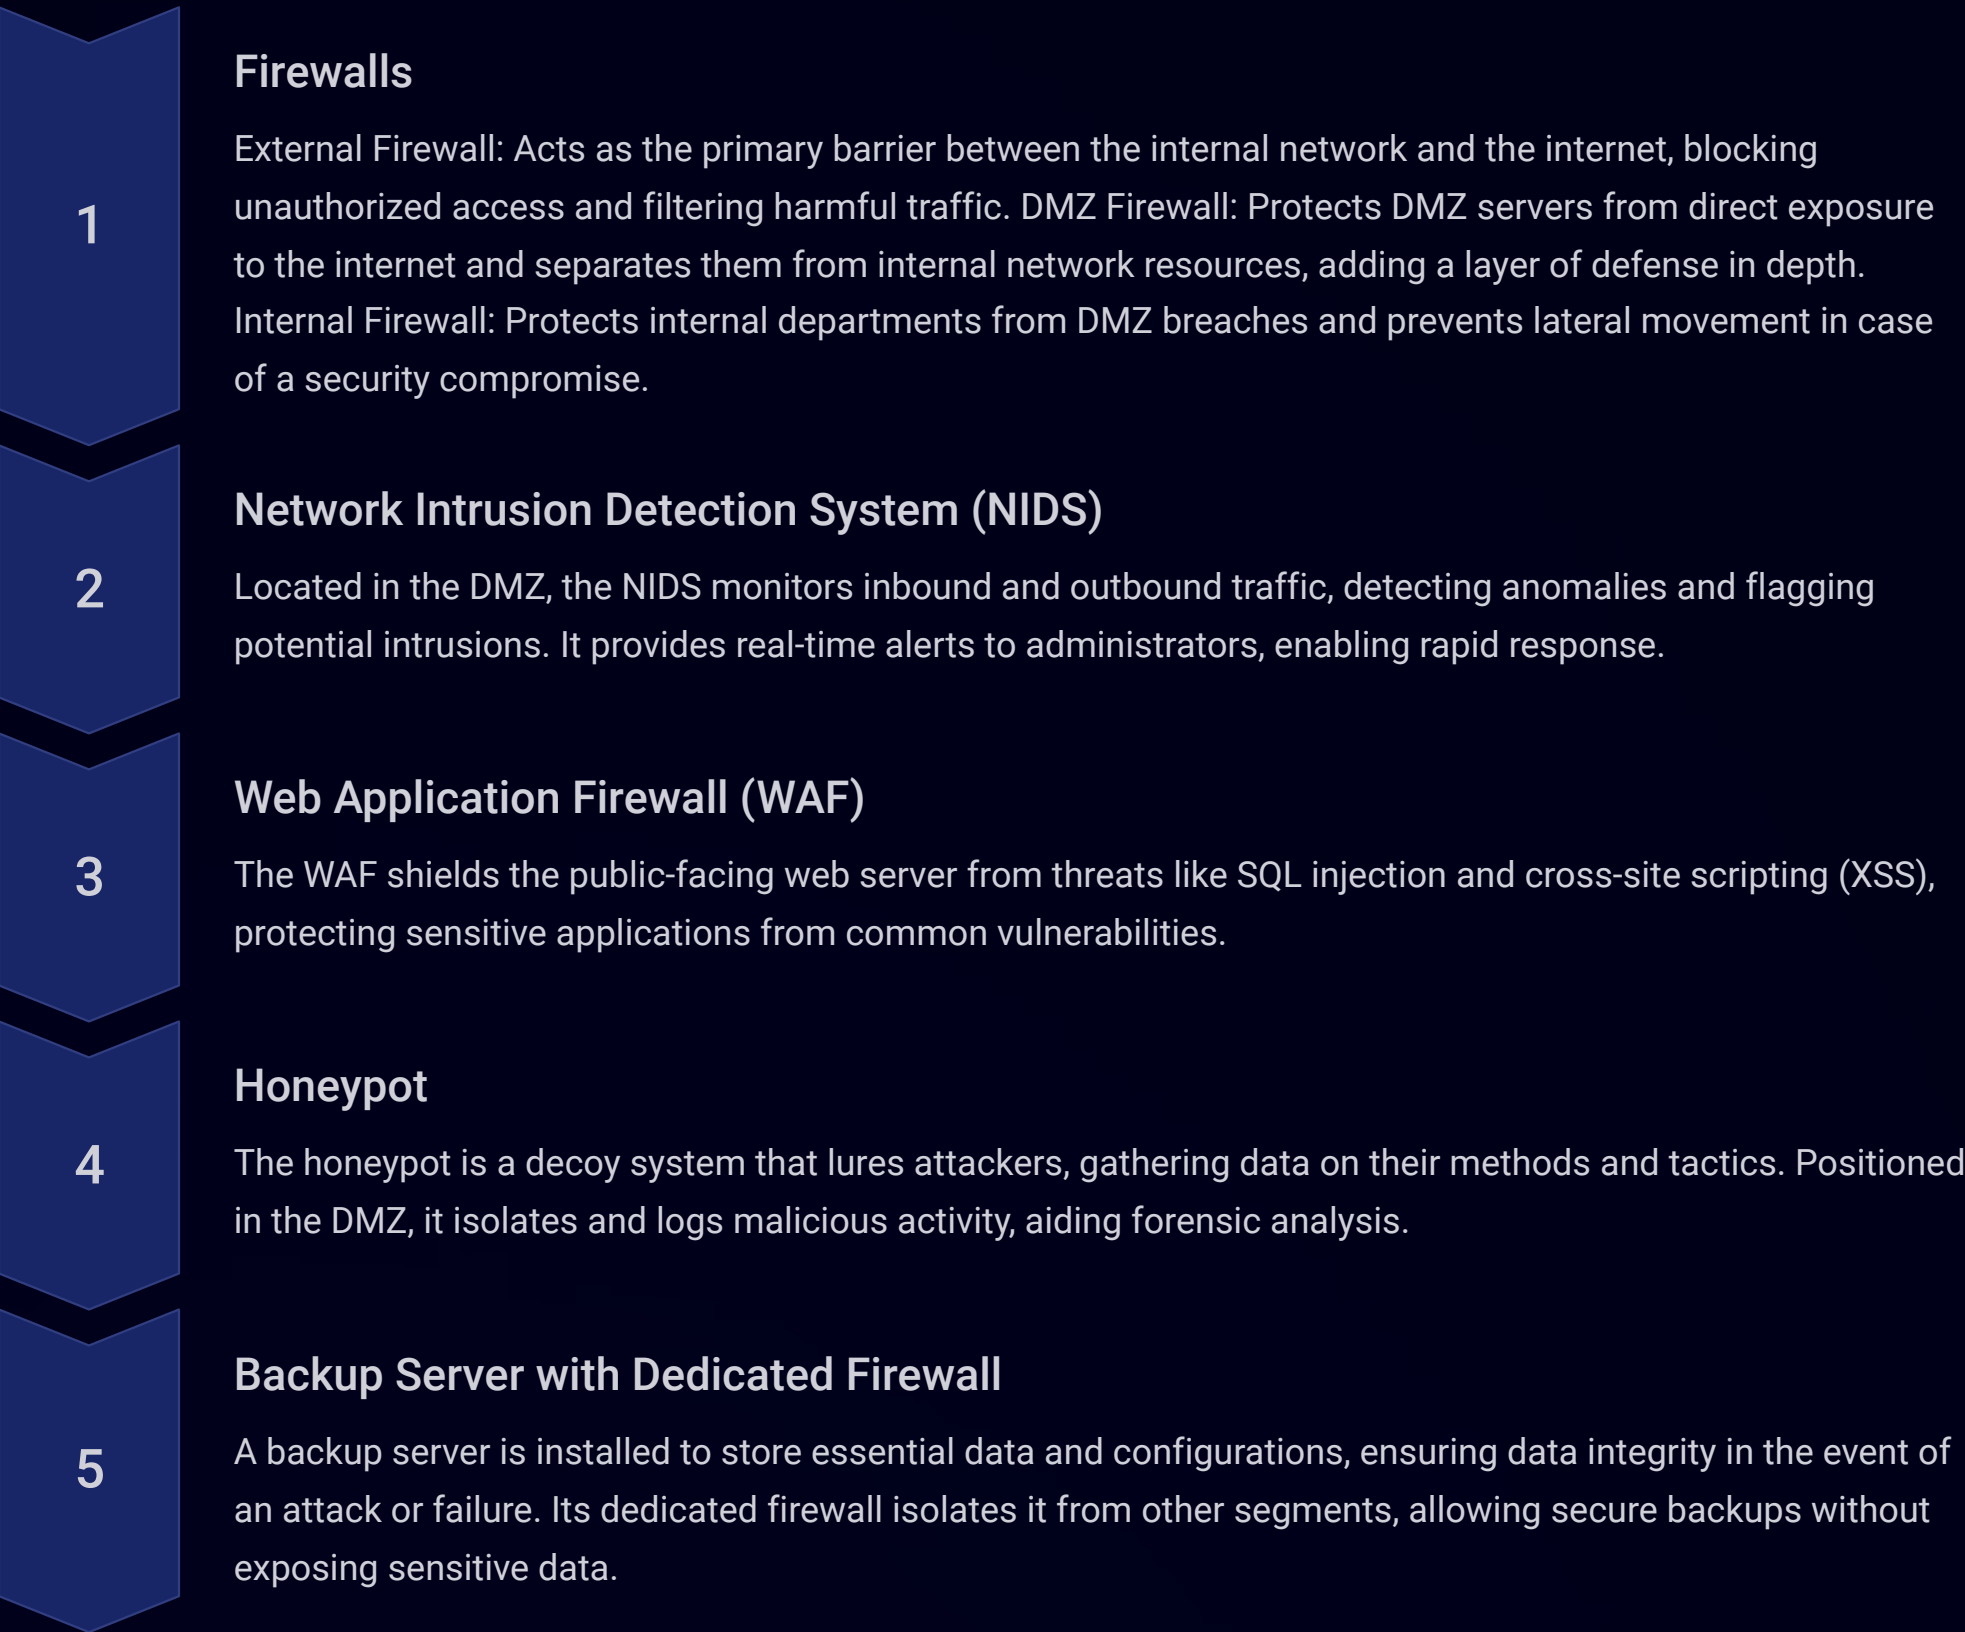 1
Firewalls
External Firewall: Acts as the primary barrier between the internal network and the internet, blocking
unauthorized access and filtering harmful traffic. DMZ Firewall: Protects DMZ servers from direct exposure
to the internet and separates them from internal network resources, adding a layer of defense in depth.
Internal Firewall: Protects internal departments from DMZ breaches and prevents lateral movement in case
of a security compromise.
2
Network Intrusion Detection System (NIDS)
Located in the DMZ, the NIDS monitors inbound and outbound traffic, detecting anomalies and flagging
potential intrusions. It provides real-time alerts to administrators, enabling rapid response.
3
Web Application Firewall (WAF)
The WAF shields the public-facing web server from threats like SQL injection and cross-site scripting (XSS),
protecting sensitive applications from common vulnerabilities.
4
Honeypot
The honeypot is a decoy system that lures attackers, gathering data on their methods and tactics. Positioned
in the DMZ, it isolates and logs malicious activity, aiding forensic analysis.
5
Backup Server with Dedicated Firewall
A backup server is installed to store essential data and configurations, ensuring data integrity in the event of
an attack or failure. Its dedicated firewall isolates it from other segments, allowing secure backups without
exposing sensitive data.